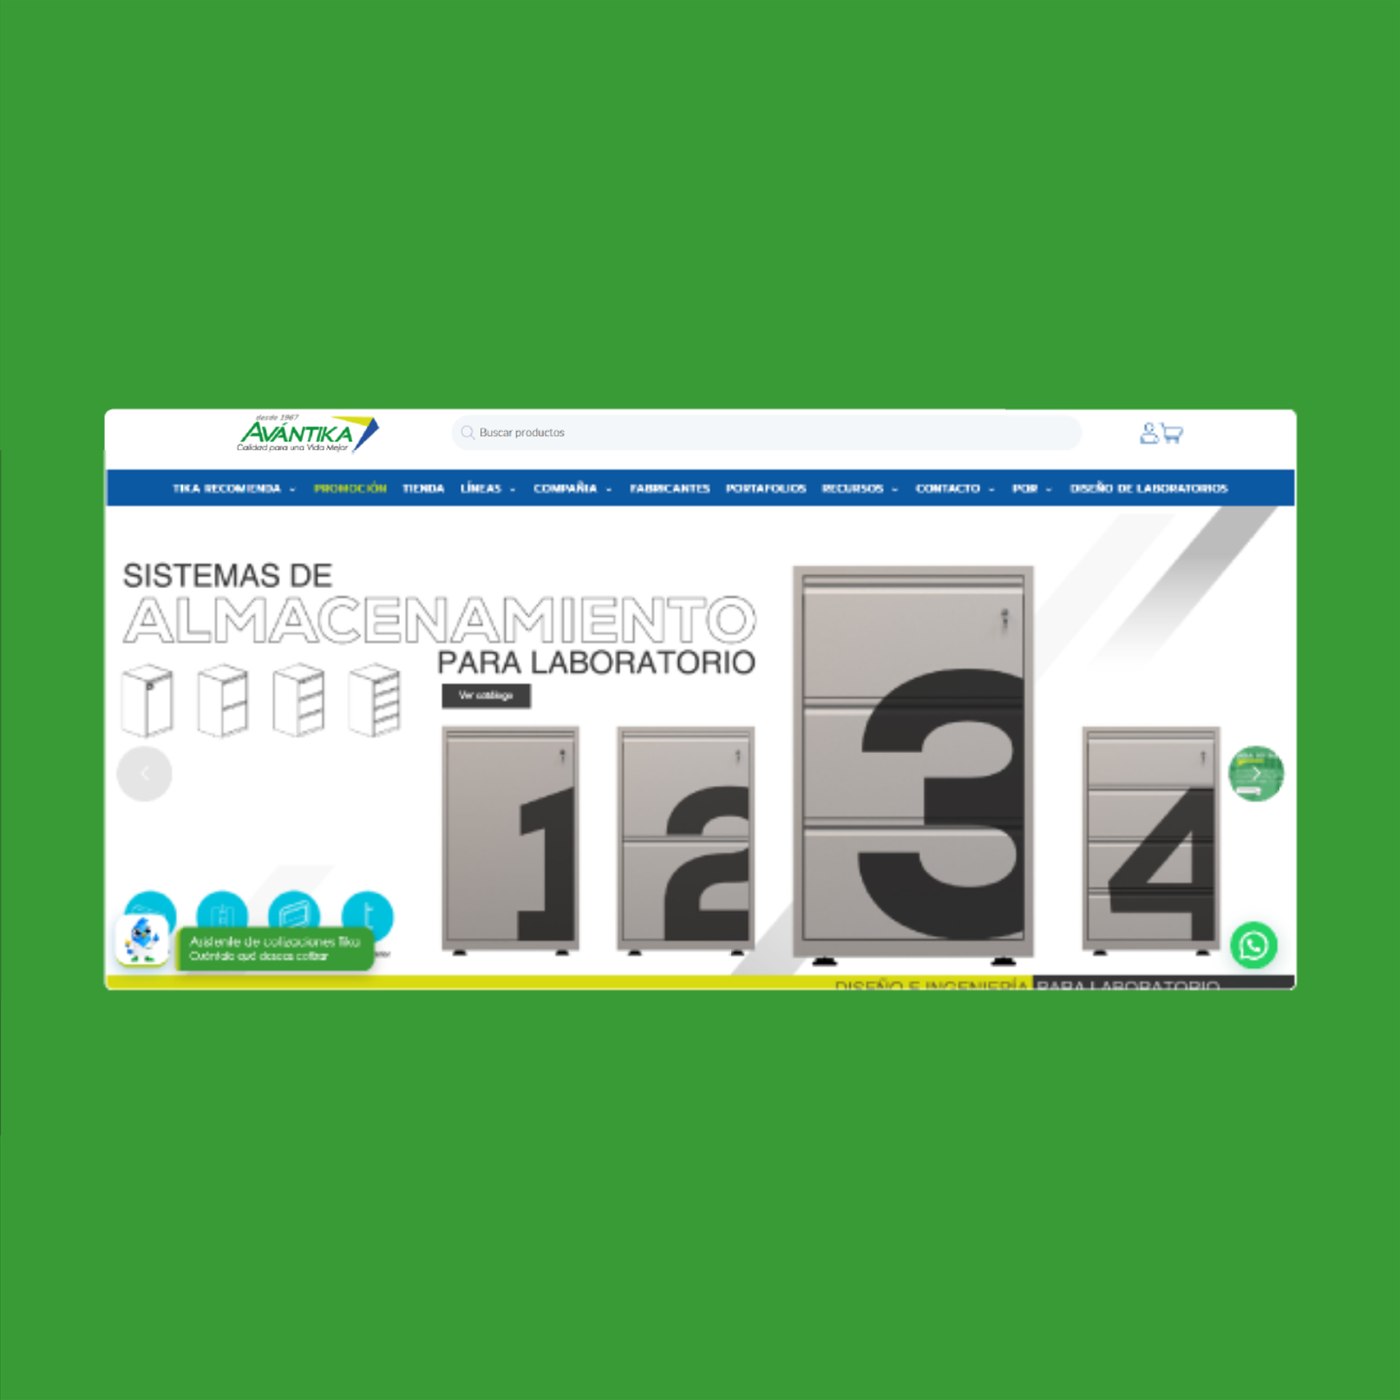 desde 1967
AVÁNTIKA
Calidad para una Vida Mejor
Buscar productos
TIKA RECOMIENDA PROMOCIÓN TIENDA LÍNEAS COMPAÑIA FABRICANTES PORTAFOLIOS RECURSOS CONTACTO PQR DISEÑO DE LABORATORIOS
SISTEMAS DE
ALMACENAMIENTO
PARA LABORATORIO
Ver catálogo
1
2
3
4
Asistente de cotizaciones Tika
Cuéntale qué deseas cotizar
DISEÑO E INGENIERÍA PARA LABORATORIO